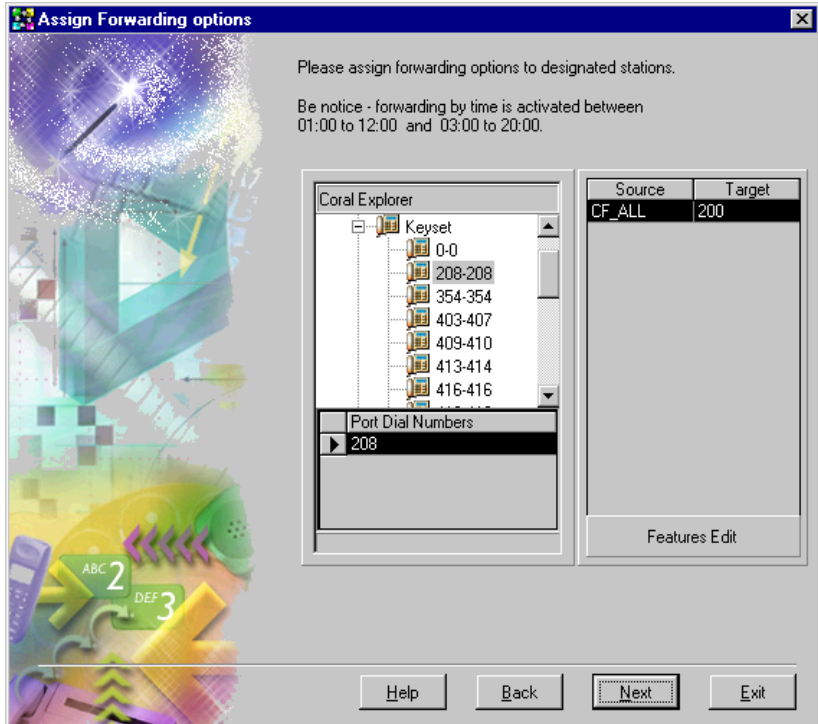 Assign Forwarding options
Please assign forwarding options to designated stations.
Be notice - forwarding by time is activated between
01:00 to 12:00 and 03:00 to 20:00.
Coral Explorer
Keyset
0-0
208-208
354-354
403-407
409-410
413-414
416-416
Port Dial Numbers
208
Source Target
CF_ALL 200
Features Edit
ABC 2
DEF 3
Help Back Next Exit